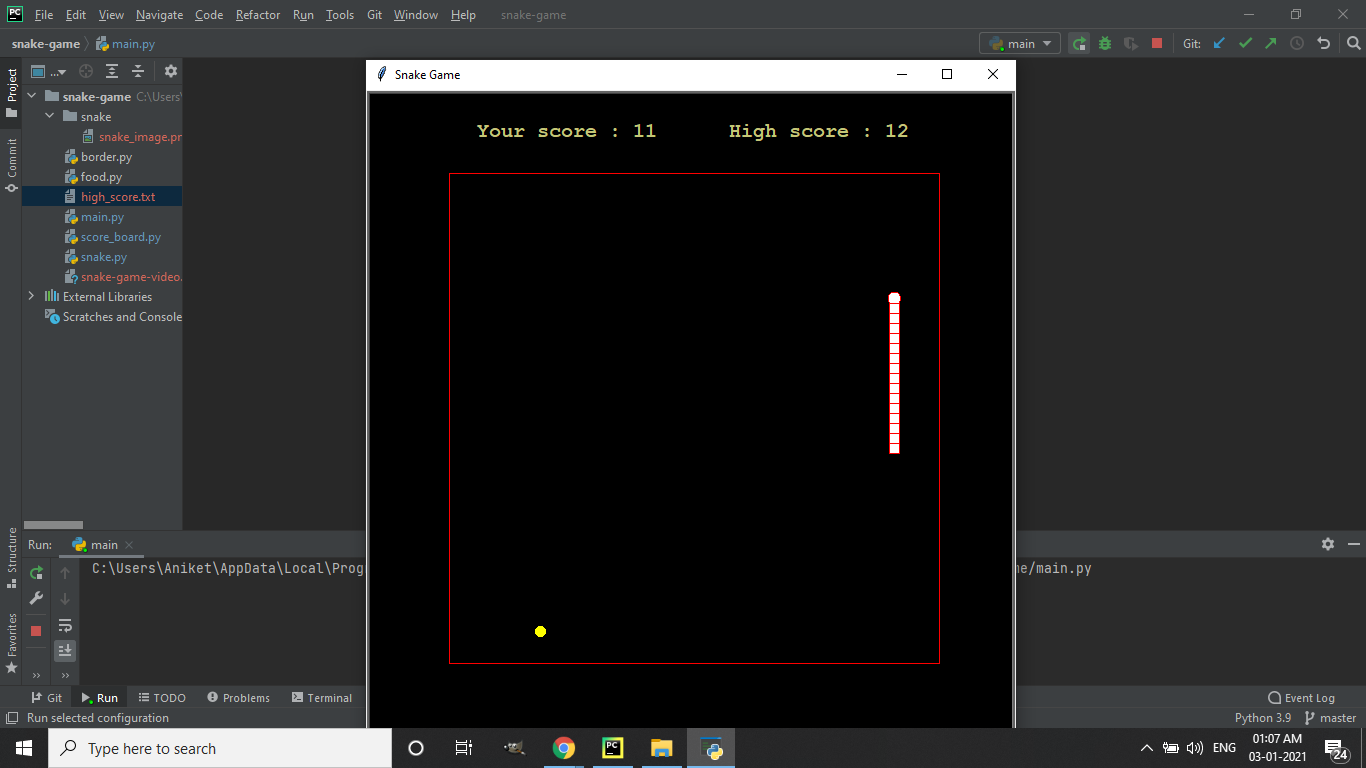 PC File Edit View Navigate Code Refactor Run Tools Git Window Help snake-game
snake-game main.py main Git:
Project
Commit
Structure
Favorites
...
snake-game C:\Users\
snake
snake_image.pr
border.py
food.py
high_score.txt
main.py
score_board.py
snake.py
snake-game-video.
External Libraries
Scratches and Console
Snake Game
Your score : 11 High score : 12
Run: main
C:\Users\Aniket\AppData\Local\Prog
me/main.py
Git Run TODO Problems Terminal Event Log
Run selected configuration Python 3.9 master
Type here to search PC ENG 01:07 AM
03-01-2021 24